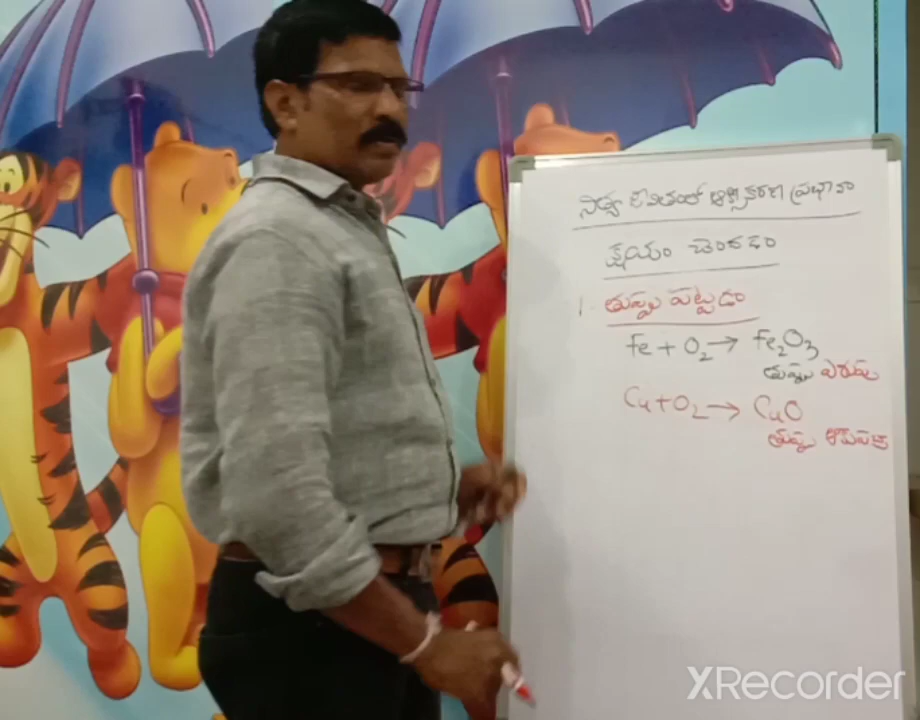 నిత్య జీవితంలో ఆక్సీకరణ ప్రభావా
క్షయం చెందడం
1. తుప్పు పట్టడం
Fe + O₂ → Fe₂O₃
తుప్పు ఎరుపు
Cu + O₂ → CuO
తుప్పు ఆకుపచ్చ
XRecorder